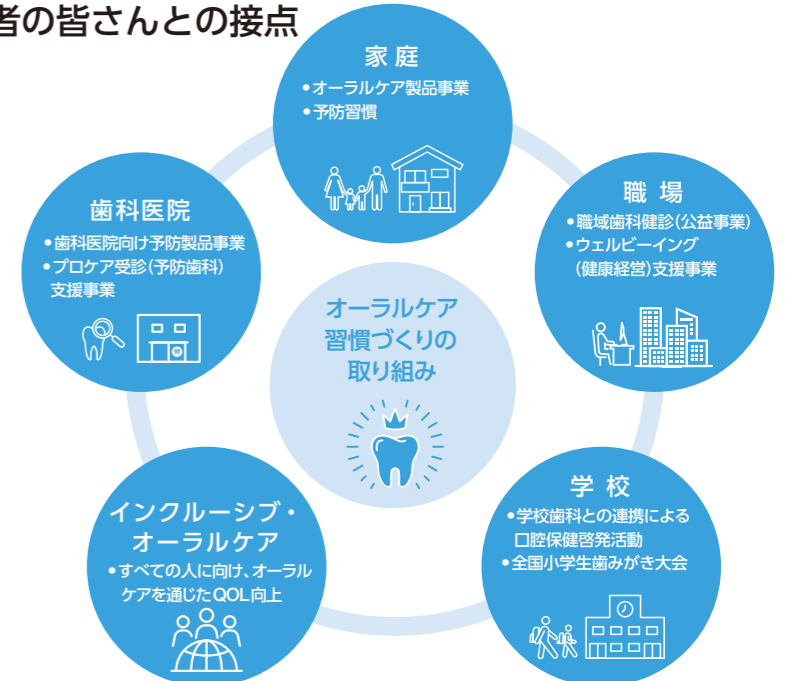 者の皆さんとの接点
家庭
•オーラルケア製品事業
•予防習慣
職場
•職域歯科健診(公益事業)
•ウェルビーイング
(健康経営)支援事業
学校
•学校歯科との連携による
口腔保健啓発活動
•全国小学生歯みがき大会
インクルーシブ・
オーラルケア
•すべての人に向け、オーラル
ケアを通じたQOL向上
歯科医院
•歯科医院向け予防製品事業
•プロケア受診(予防歯科)
支援事業
オーラルケア
習慣づくりの
取り組み